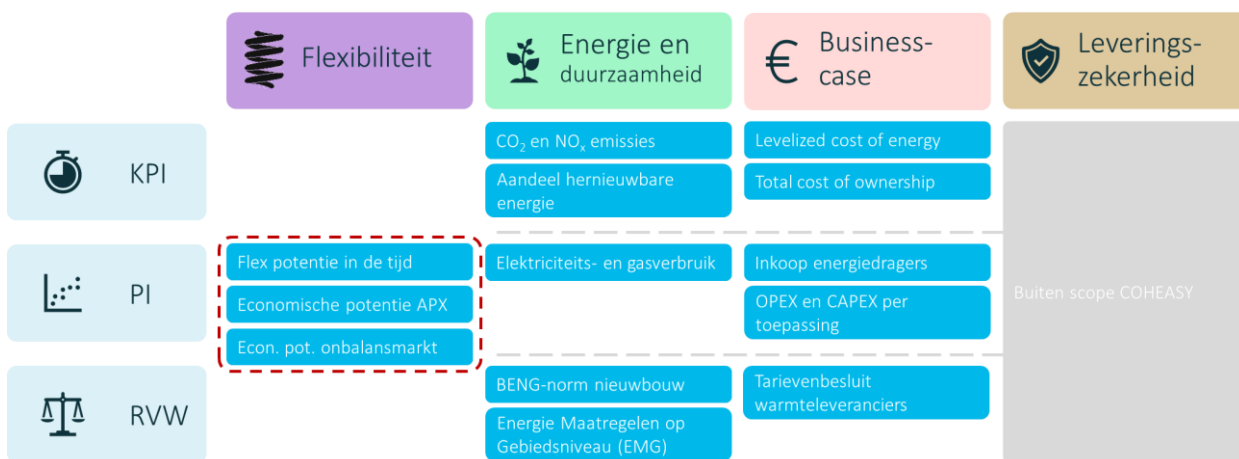 Flexibiliteit
Energie en
duurzaamheid
€
Business-
case
Leverings-
zekerheid
KPI
CO₂ en NOₓ emissies
Aandeel hernieuwbare
energie
Levelized cost of energy
Total cost of ownership
PI
Flex potentie in de tijd
Economische potentie APX
Econ. pot. onbalansmarkt
Elektriciteits- en gasverbruik
Inkoop energiedragers
OPEX en CAPEX per
toepassing
Buiten scope COHEASY
RVW
BENG-norm nieuwbouw
Energie Maatregelen op
Gebiedsniveau (EMG)
Tarievenbesluit
warmteleveranciers